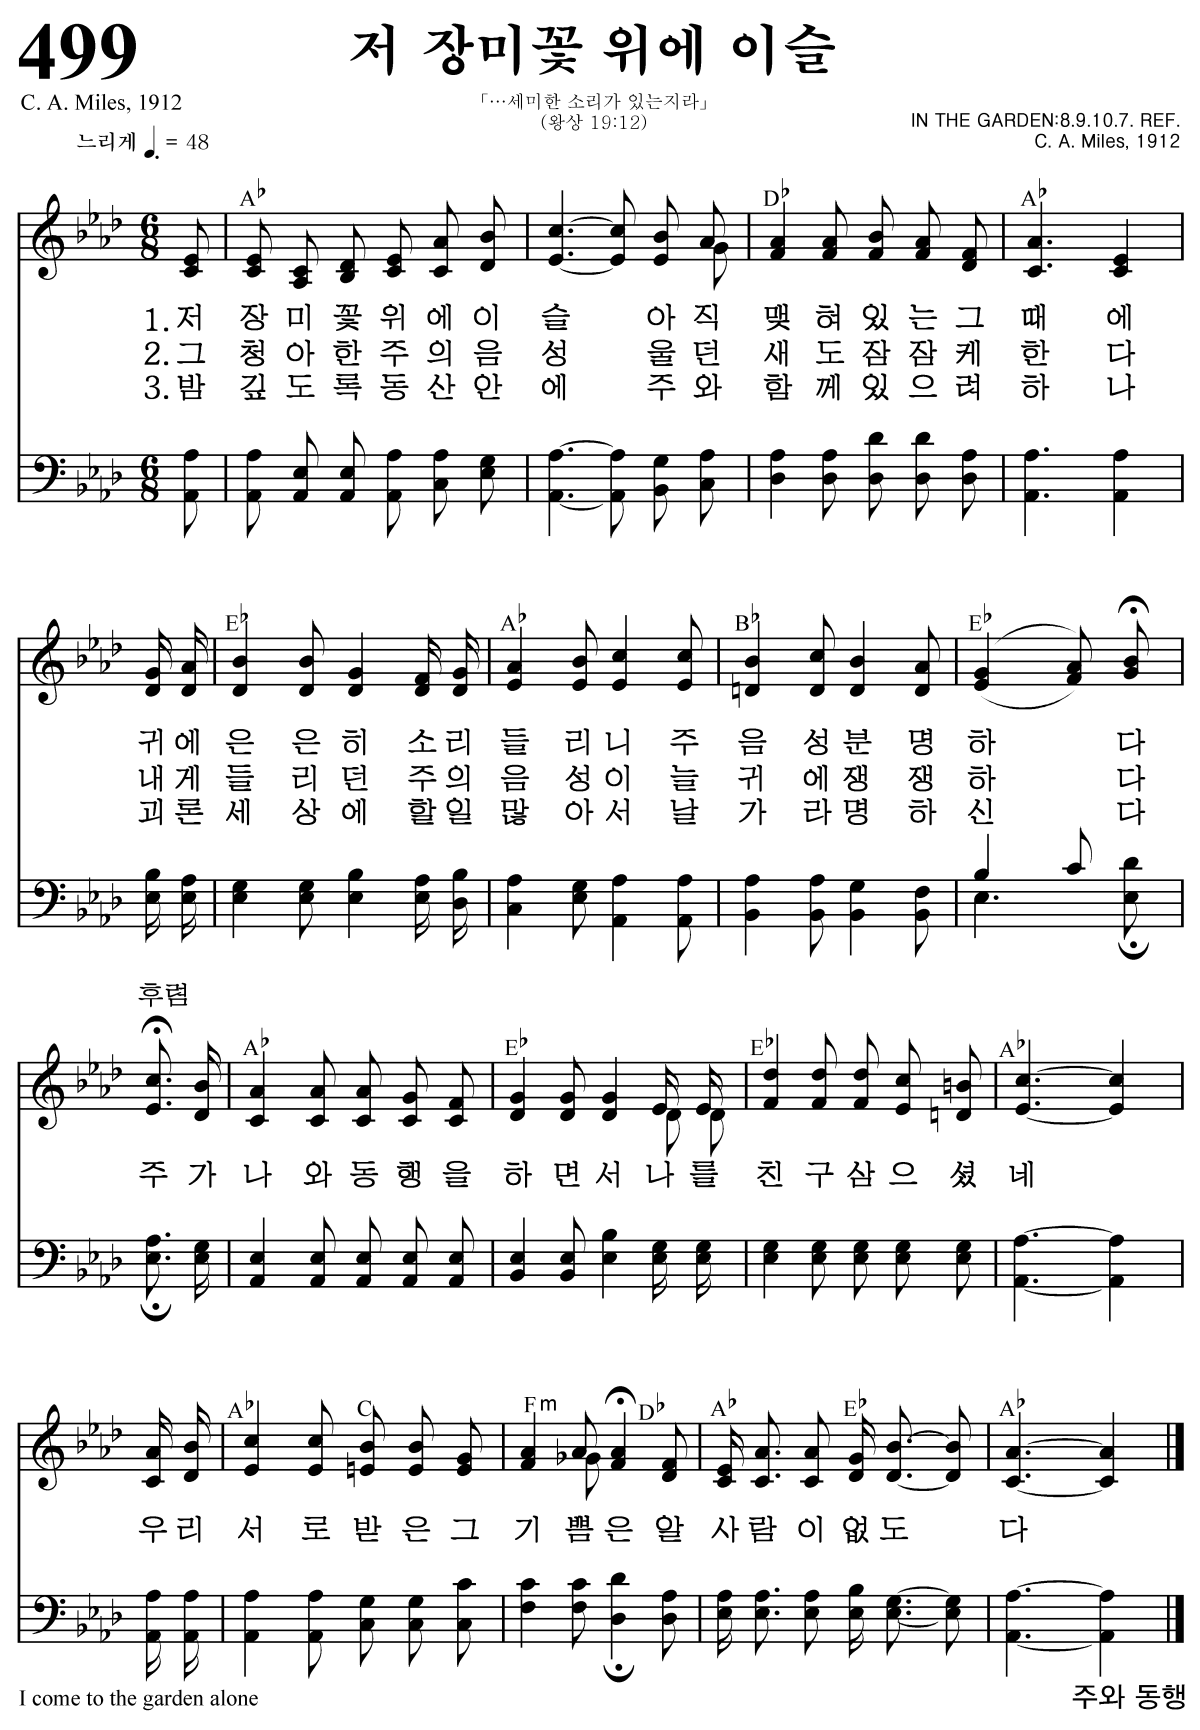 499
저 장미꽃 위에 이슬
C. A. Miles, 1912
「…세미한 소리가 있는지라」
(왕상 19:12)
IN THE GARDEN:8.9.10.7. REF.
C. A. Miles, 1912
느리게 ♩. = 48
A♭ D♭ A♭
6 8
1. 저 장 미 꽃 위 에 이 슬 아 직 맺 혀 있 는 그 때 에
2. 그 청 아 한 주 의 음 성 울 던 새 도 잠 잠 케 한 다
3. 밤 깊 도 록 동 산 안 에 주 와 함 께 있 으 려 하 나
6 8
E♭ A♭ B♭ E♭
귀 에 은 은 히 소 리 들 리 니 주 음 성 분 명 하 다
내 게 들 리 던 주 의 음 성 이 늘 귀 에 쟁 쟁 하 다
괴 론 세 상 에 할 일 많 아 서 날 가 라 명 하 신 다
후렴
A♭ E♭ E♭ A♭
주 가 나 와 동 행 을 하 면 서 나 를 친 구 삼 으 셨 네
A♭ C Fm D♭ A♭ E♭ A♭
우 리 서 로 받 은 그 기 쁨 은 알 사 람 이 없 도 다
I come to the garden alone
주와 동행